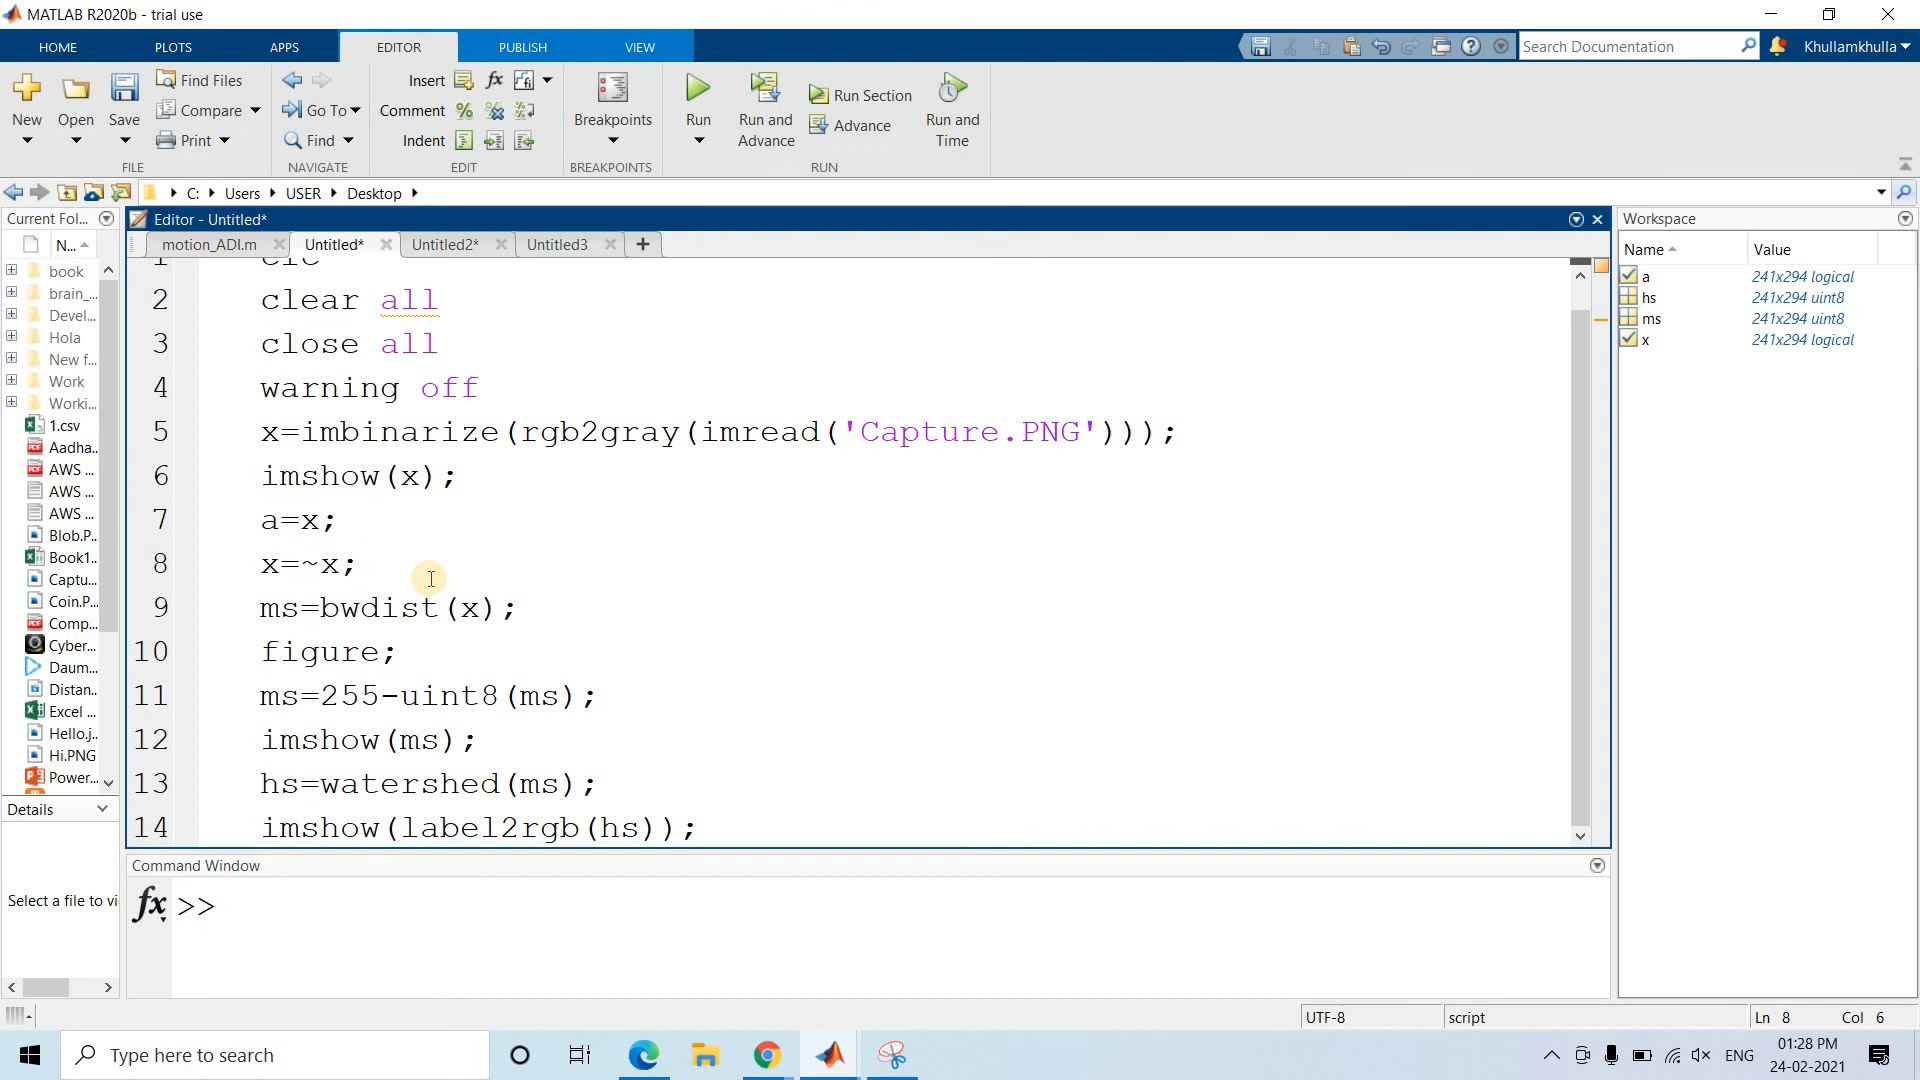 MATLAB R2020b - trial use
HOME PLOTS APPS EDITOR PUBLISH VIEW Search Documentation Khullamkhulla
New Open Save Find Files Compare Print
FILE
Go To Find
NAVIGATE
Insert fx Comment Indent
EDIT
Breakpoints
BREAKPOINTS
Run Run and Advance Run Section Advance Run and Time
RUN
C: Users USER Desktop
Current Fol...
Editor - Untitled*
Workspace
motion_ADI.m Untitled* Untitled2* Untitled3
N...
book
brain_...
Devel...
Hola
New f...
Work
Worki...
1.csv
Aadha...
AWS ...
AWS ...
AWS ...
Blob.P...
Book1...
Captu...
Coin.P...
Comp...
Cyber...
Daum...
Distan...
Excel ...
Hello.j...
Hi.PNG
Power...
Details
Select a file to vi
1 clc
2 clear all
3 close all
4 warning off
5 x=imbinarize(rgb2gray(imread('Capture.PNG')));
6 imshow(x);
7 a=x;
8 x=~x;
9 ms=bwdist(x);
10 figure;
11 ms=255-uint8(ms);
12 imshow(ms);
13 hs=watershed(ms);
14 imshow(label2rgb(hs));
Name Value
a 241x294 logical
hs 241x294 uint8
ms 241x294 uint8
x 241x294 logical
Command Window
fx >>
UTF-8 script Ln 8 Col 6
Type here to search
ENG
01:28 PM
24-02-2021